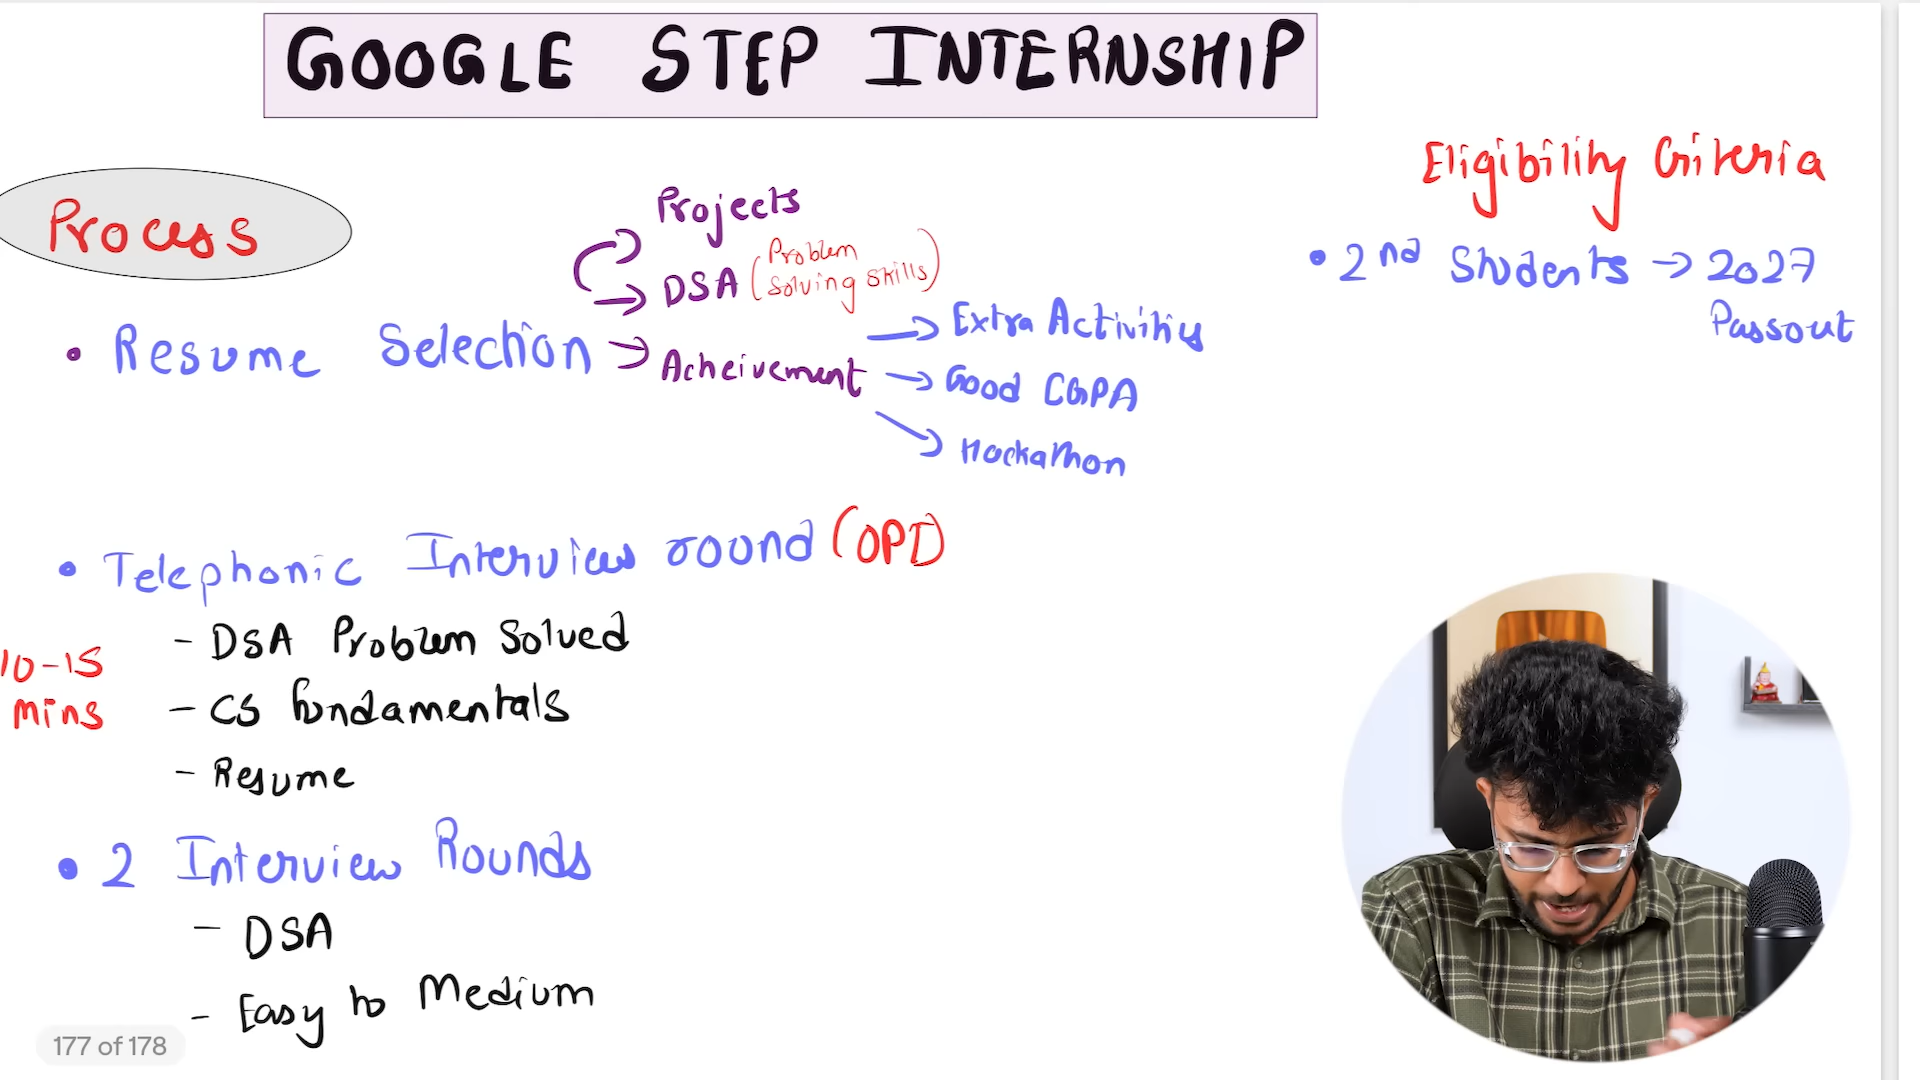 GOOGLE STEP INTERNSHIP
Process
• Resume Selection
Projects
DSA (Problem Solving Skills)
Acheivement
Extra Activities
Good CGPA
Hackathon
Eligibility Criteria
• 2nd Students → 2027
Passout
• Telephonic Interview round (OPI)
10-15
mins
- DSA Problem Solved
- CS fundamentals
- Resume
• 2 Interview Rounds
- DSA
- Easy to Medium
177 of 178